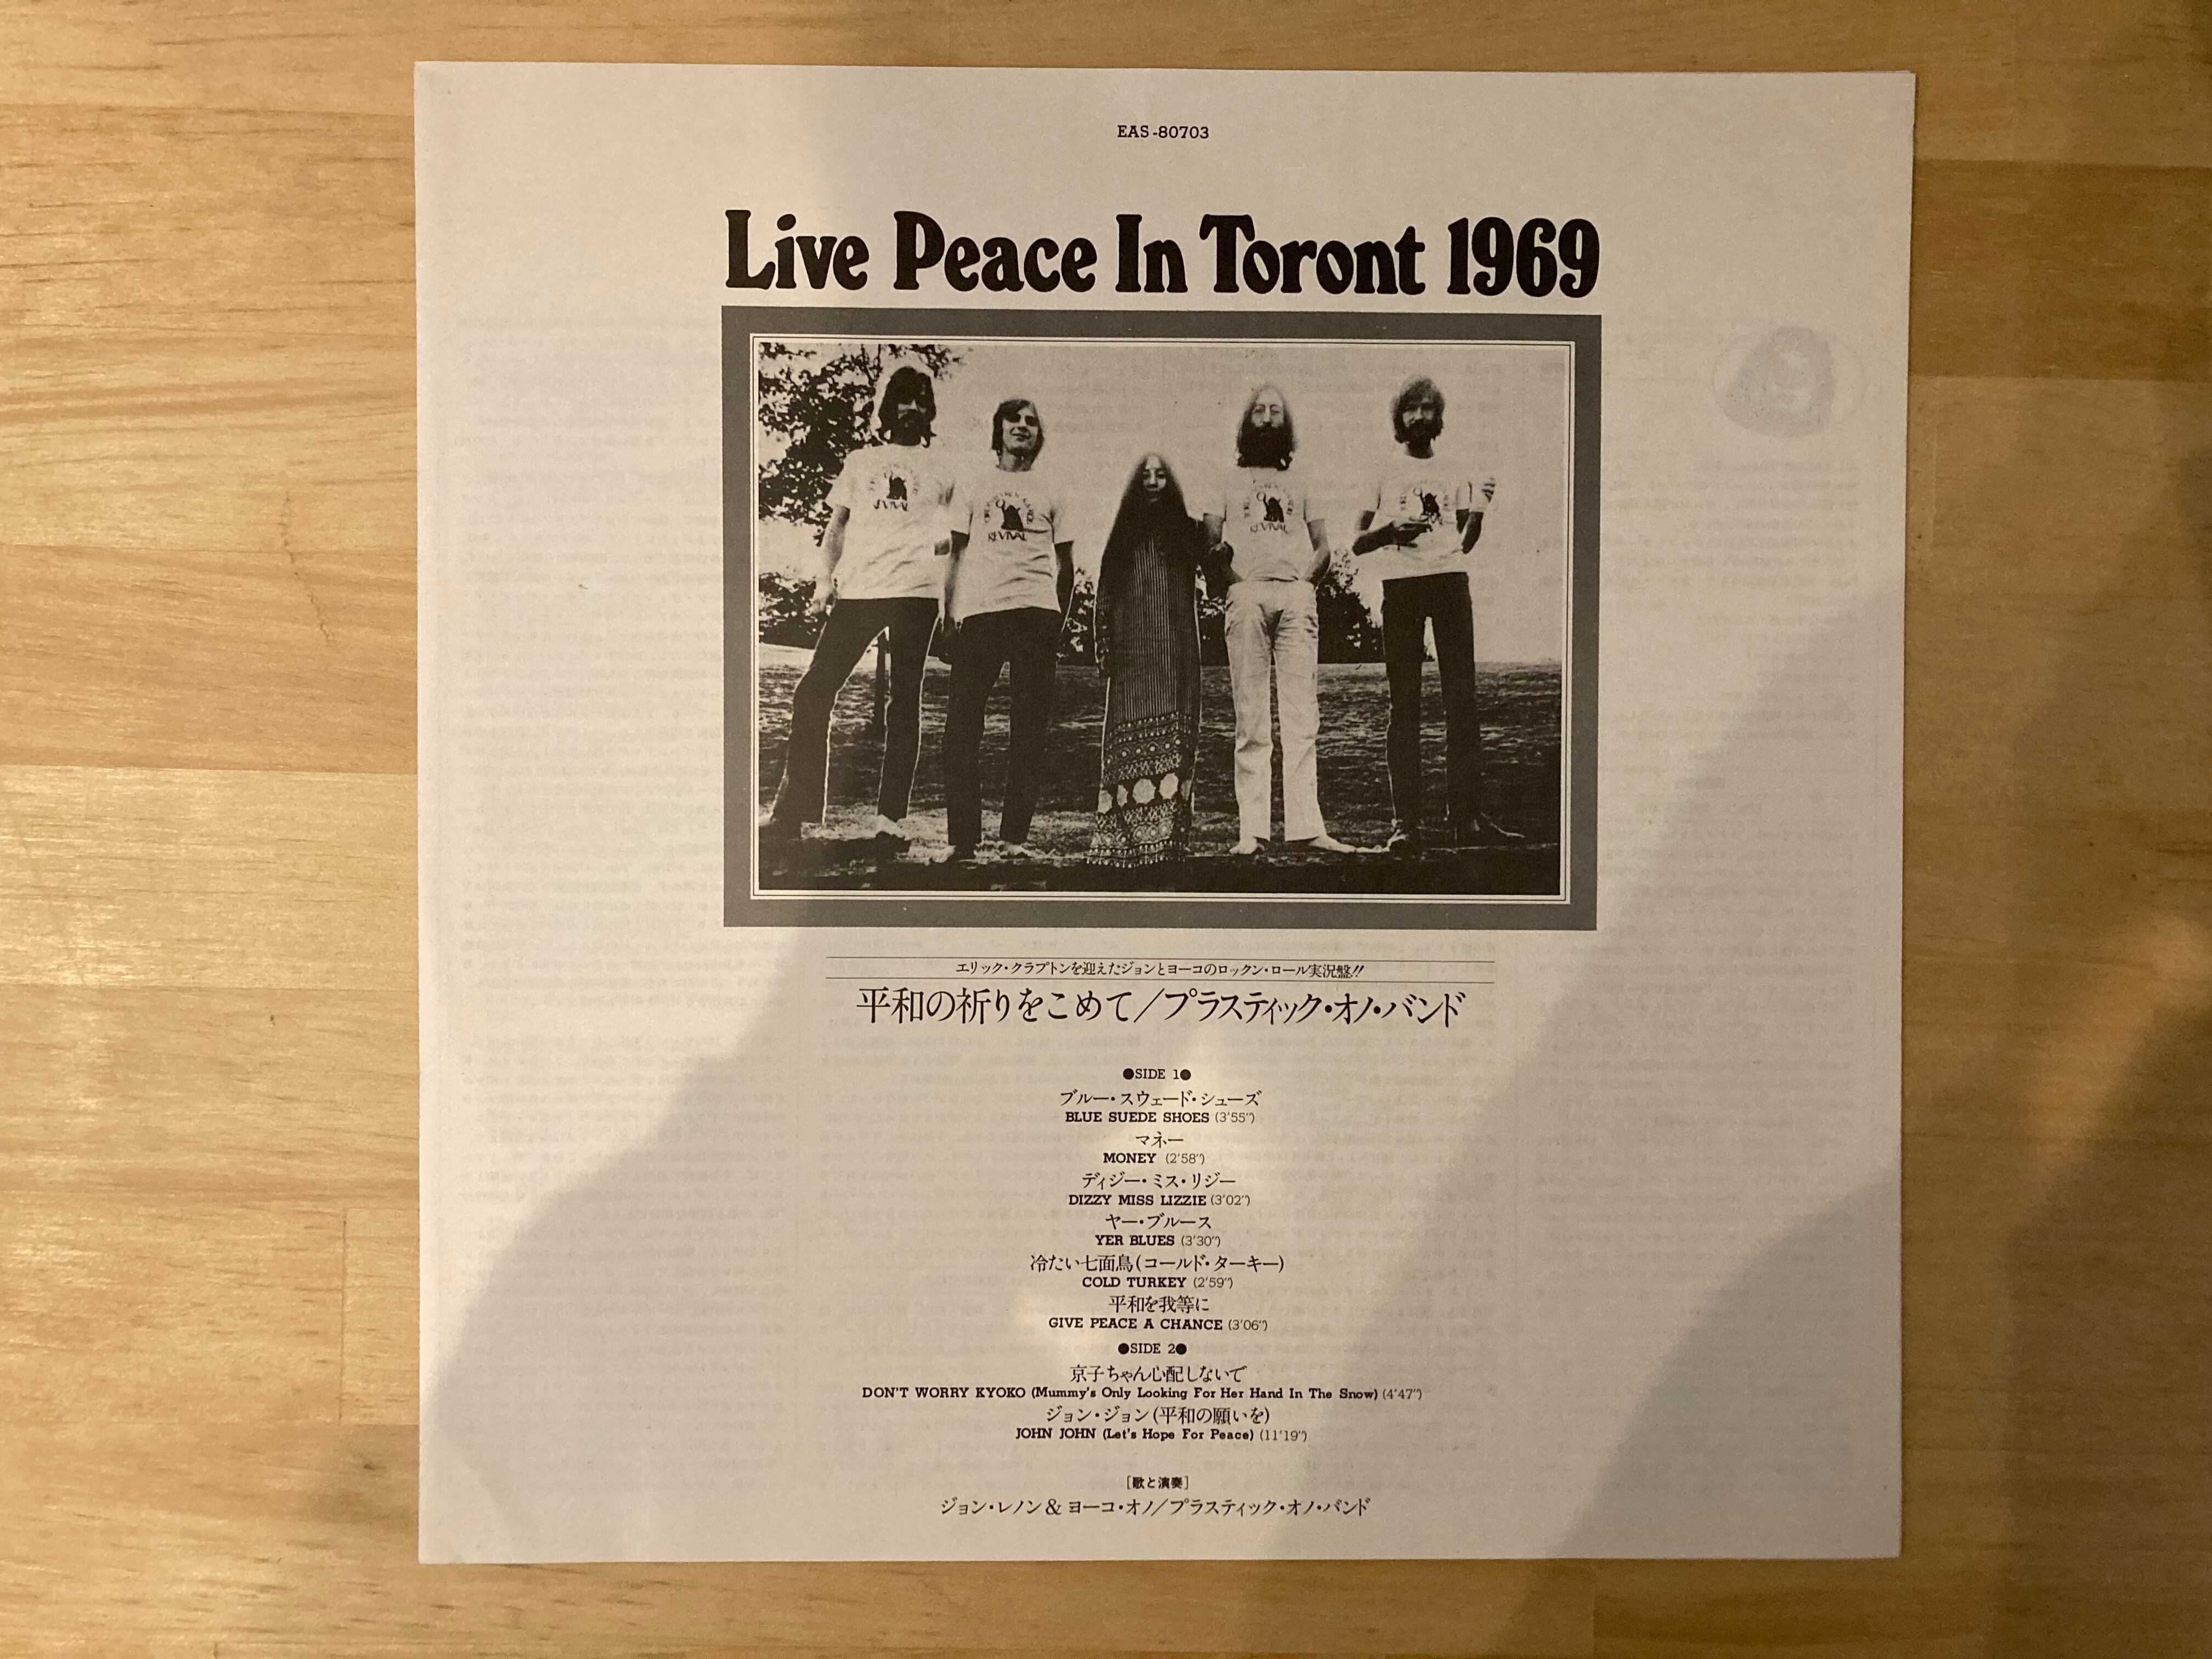 EAS-80703
Live Peace In Toront 1969
REVIVAL
REVIVAL
エリック・クラプトンを迎えたジョンとヨーコのロックン・ロール実況盤!!
平和の祈りをこめて／プラスティック・オノ・バンド
●SIDE 1●
ブルー・スウェード・シューズ
BLUE SUEDE SHOES (3'55")
マネー
MONEY (2'58")
ディジー・ミス・リジー
DIZZY MISS LIZZIE (3'02")
ヤー・ブルース
YER BLUES (3'30")
冷たい七面鳥(コールド・ターキー)
COLD TURKEY (2'59")
平和を我等に
GIVE PEACE A CHANCE (3'06")
●SIDE 2●
京子ちゃん心配しないで
DON'T WORRY KYOKO (Mummy's Only Looking For Her Hand In The Snow) (4'47")
ジョン・ジョン(平和の願いを)
JOHN JOHN (Let's Hope For Peace) (11'19")
[歌と演奏]
ジョン・レノン & ヨーコ・オノ／プラスティック・オノ・バンド